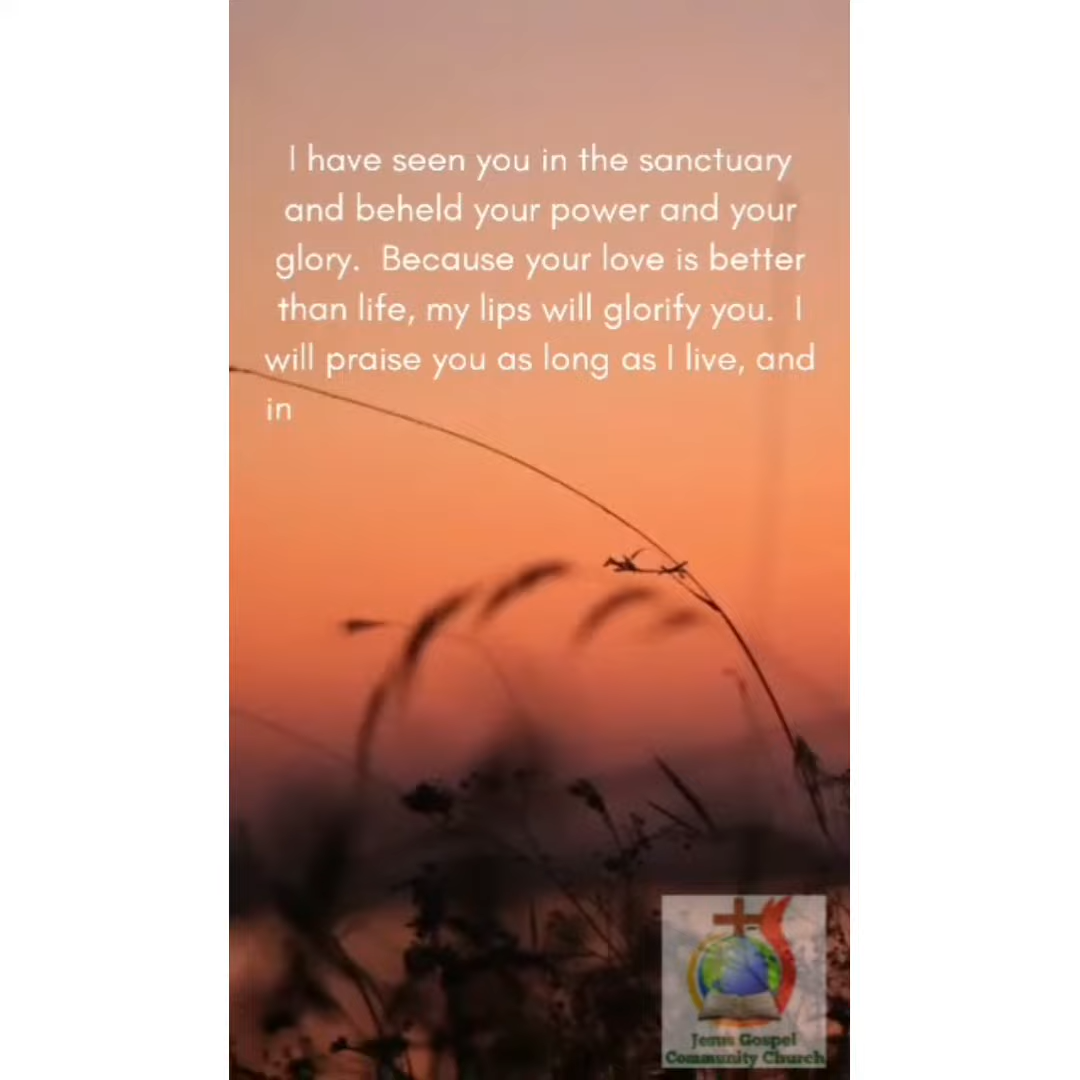 I have seen you in the sanctuary
and beheld your power and your
glory.  Because your love is better
than life, my lips will glorify you.  I
will praise you as long as I live, and
in
Jesus Gospel
Community Church